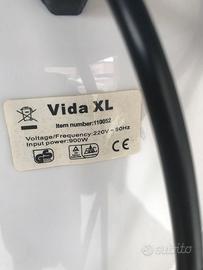 Vida XL
Item number:110052
Voltage/Frequency:220V~50Hz
Input power:900W
CE
subito